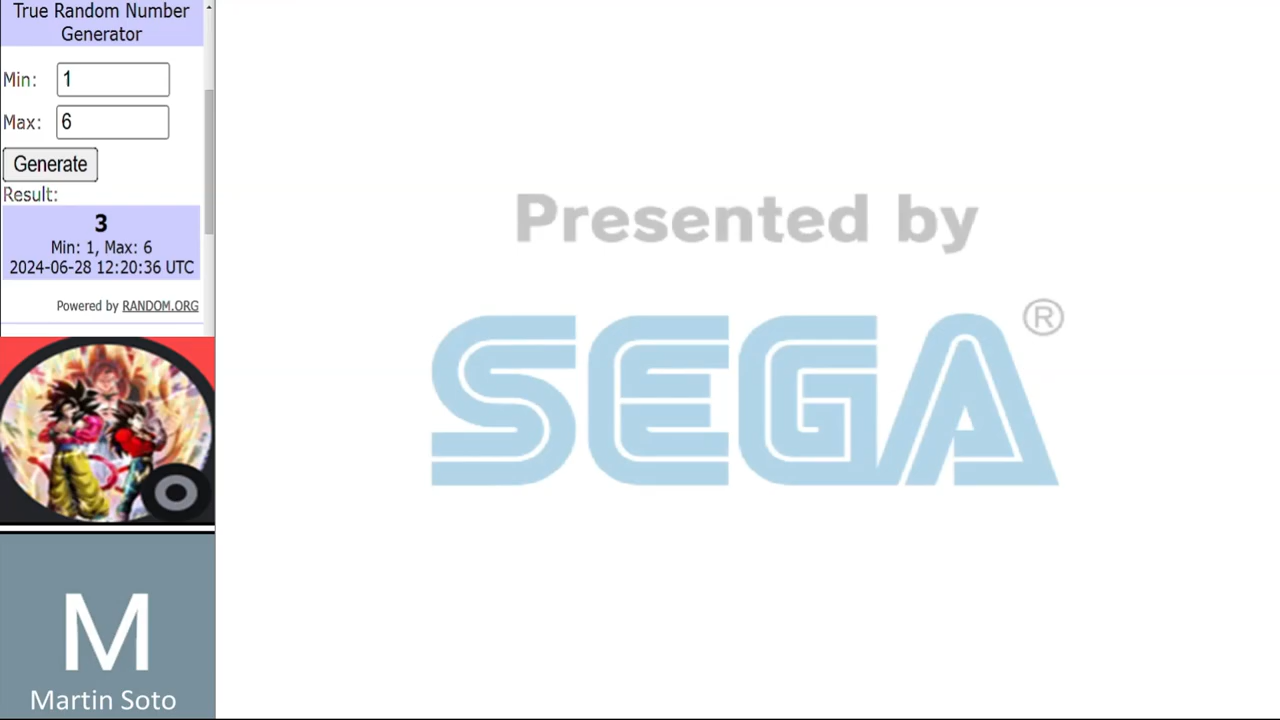 True Random Number
Generator
Min: 1
Max: 6
Generate
Result:
3
Min: 1, Max: 6
2024-06-28 12:20:36 UTC
Powered by RANDOM.ORG
M
Martin Soto
Presented by
SEGA®